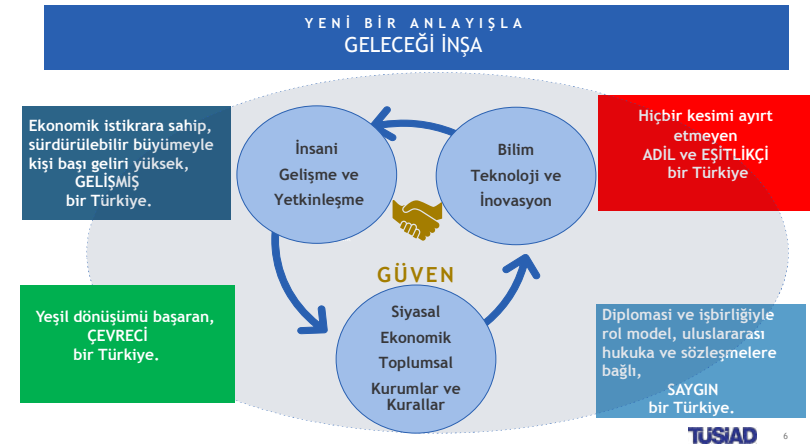 YENİ BİR ANLAYIŞLA
GELECEĞİ İNŞA
Ekonomik istikrara sahip,
sürdürülebilir büyümeyle
kişi başı geliri yüksek,
GELİŞMİŞ
bir Türkiye.
İnsani
Gelişme ve
Yetkinleşme
Bilim
Teknoloji ve
İnovasyon
Hiçbir kesimi ayırt
etmeyen
ADİL ve EŞİTLİKÇİ
bir Türkiye
GÜVEN
Siyasal
Ekonomik
Toplumsal
Kurumlar ve
Kurallar
Yeşil dönüşümü başaran,
ÇEVRECİ
bir Türkiye.
Diplomasi ve işbirliğiyle
rol model, uluslararası
hukuka ve sözleşmelere
bağlı,
SAYGIN
bir Türkiye.
TÜSİAD
6